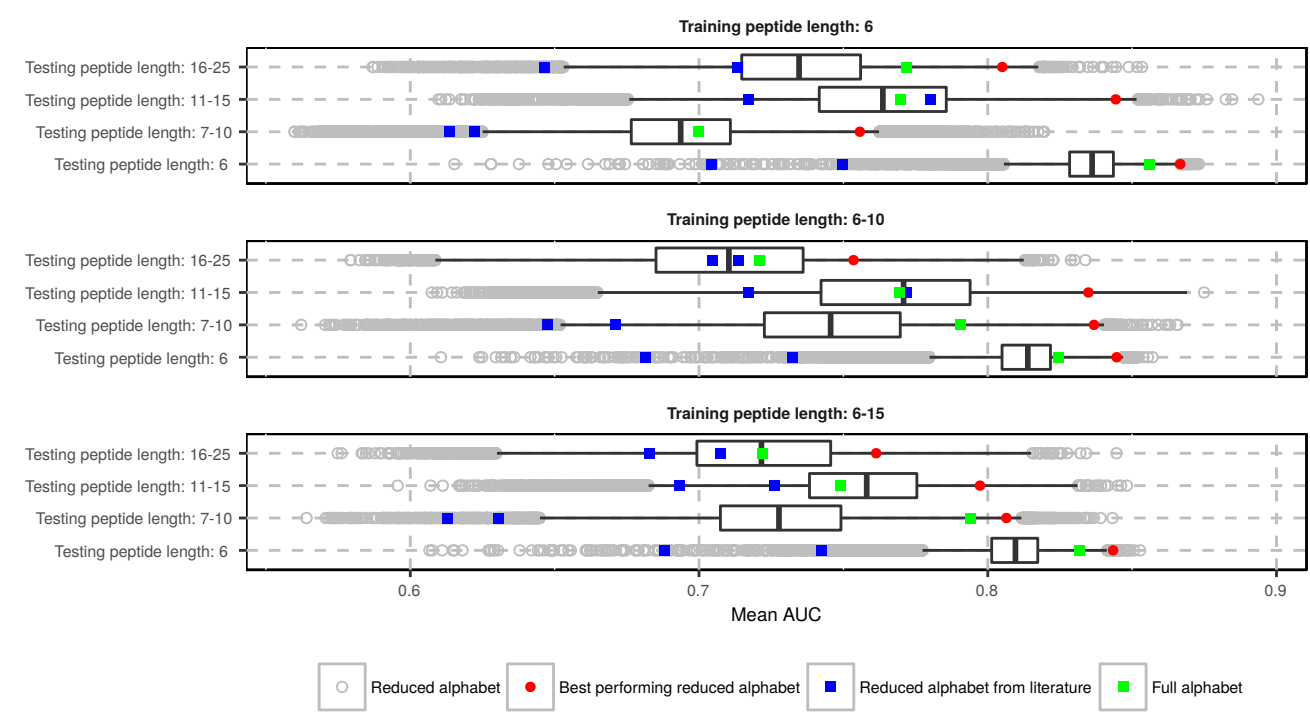 Training peptide length: 6
Testing peptide length: 16-25
Testing peptide length: 11-15
Testing peptide length: 7-10
Testing peptide length: 6
Training peptide length: 6-10
Testing peptide length: 16-25
Testing peptide length: 11-15
Testing peptide length: 7-10
Testing peptide length: 6
Training peptide length: 6-15
Testing peptide length: 16-25
Testing peptide length: 11-15
Testing peptide length: 7-10
Testing peptide length: 6
0.6 0.7 0.8 0.9
Mean AUC
Reduced alphabet Best performing reduced alphabet Reduced alphabet from literature Full alphabet